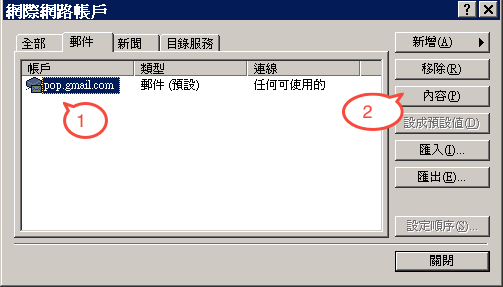 網際網路帳戶
全部 郵件 新聞 目錄服務
帳戶 類型 連線
pop.gmail.com 郵件 (預設) 任何可使用的
1
2
新增(A)
移除(R)
內容(P)
設成預設值(D)
匯入(I)...
匯出(E)...
設定順序(S)...
關閉